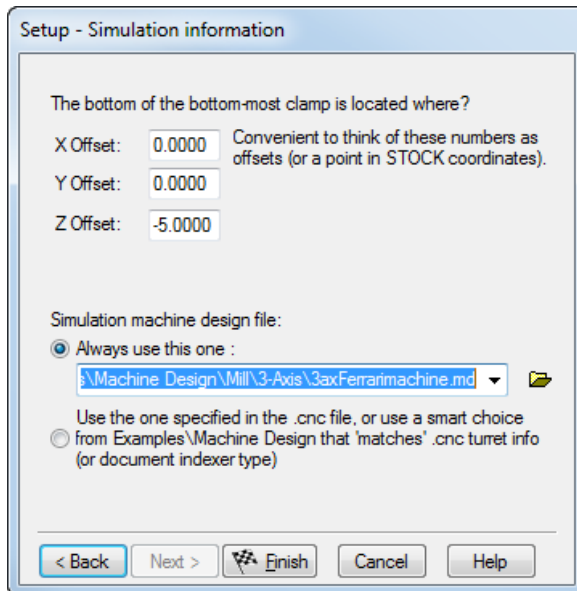 Setup - Simulation information
The bottom of the bottom-most clamp is located where?
X Offset: 0.0000 Convenient to think of these numbers as
offsets (or a point in STOCK coordinates).
Y Offset: 0.0000
Z Offset: -5.0000
Simulation machine design file:
Always use this one :
s\Machine Design\Mill\3-Axis\3axFerrarimachine.md
Use the one specified in the .cnc file, or use a smart choice
from Examples\Machine Design that 'matches' .cnc turret info
(or document indexer type)
< Back Next > Finish Cancel Help